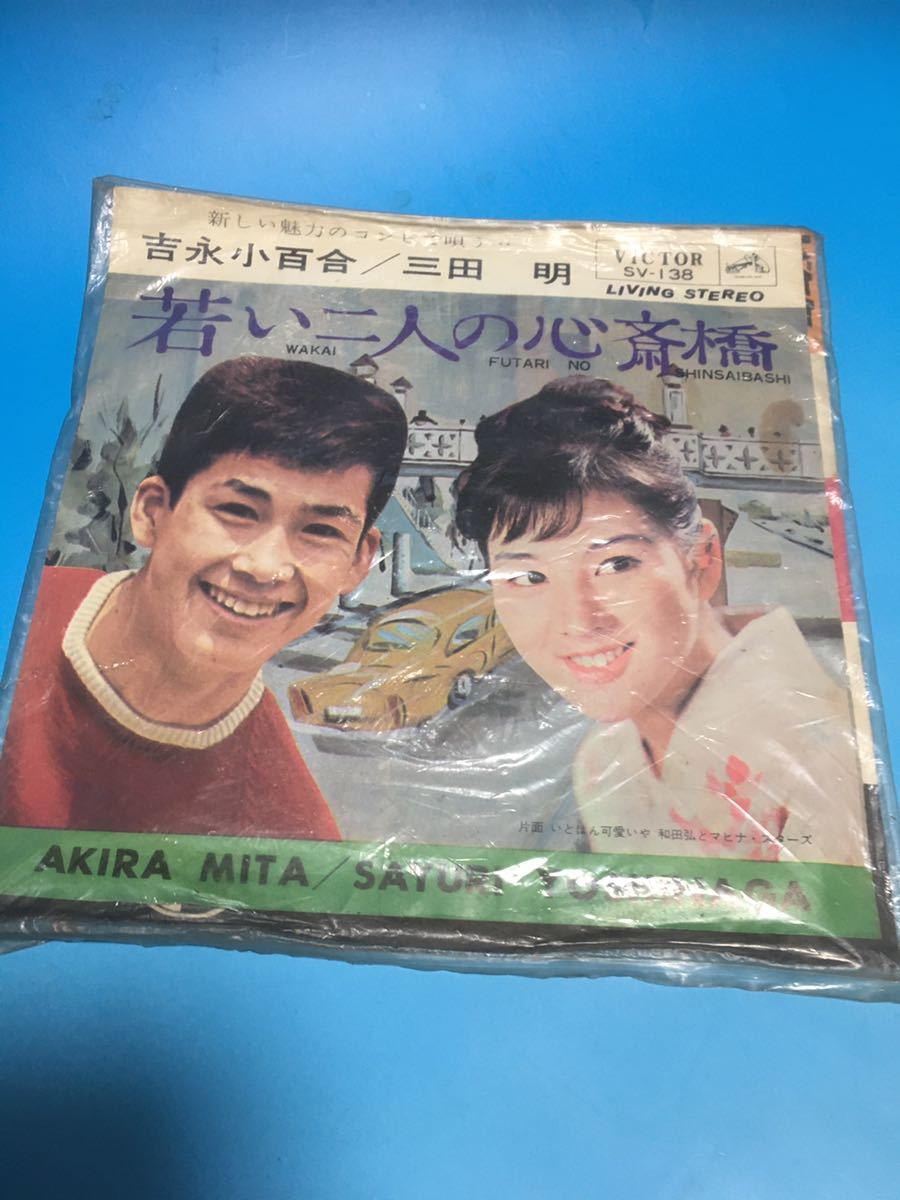 新しい魅力のコンビで唄う
吉永小百合／三田 明
VICTOR
SV-138
LIVING STEREO
若い二人の心斎橋
WAKAI FUTARI NO SHINSAIBASHI
片面 いとはん可愛いや 和田弘とマヒナ・スターズ
AKIRA MITA/SAYURI YOSHINAGA